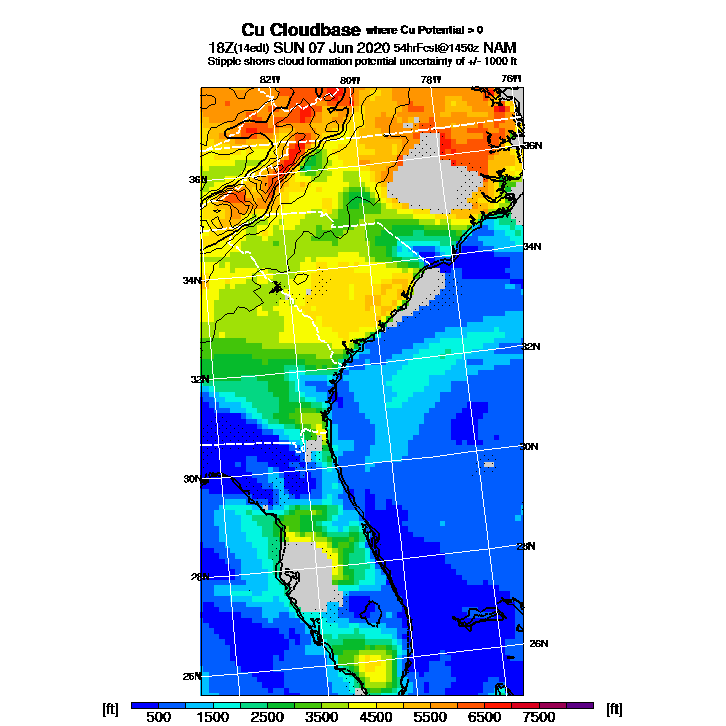 Cu Cloudbase where Cu Potential > 0
18Z(14edt) SUN 07 Jun 2020 54hrFcst@1450z NAM
Stipple shows cloud formation potential uncertainty of +/- 1000 ft
82W 80W 78W 76W
36N
36N
34N
34N
32N
32N
30N
30N
28N
28N
26N
26N
[ft] 500 1500 2500 3500 4500 5500 6500 7500 [ft]